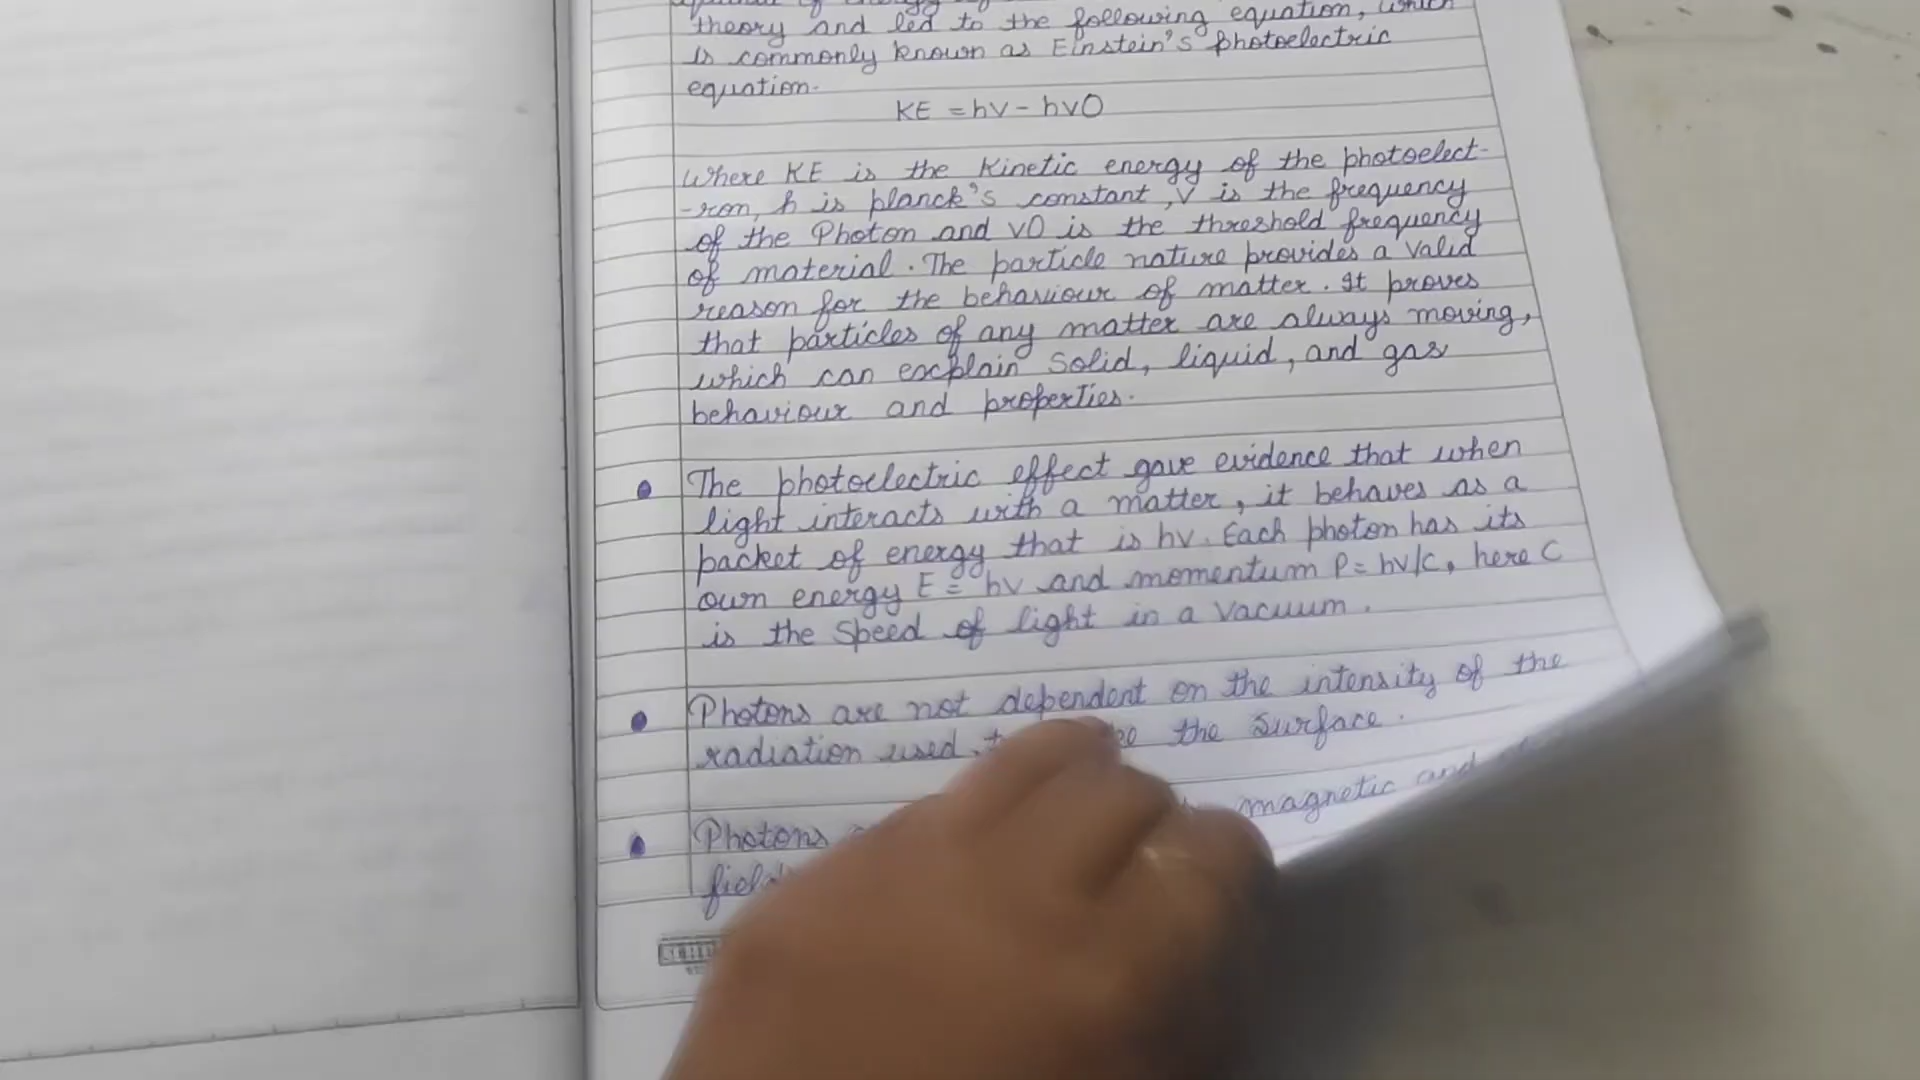 theory and led to the following equation, which
is commonly known as Einstein's photoelectric
equation.
KE = hv - hvO
Where KE is the Kinetic energy of the photoelect-
-ron, h is planck's constant, V is the frequency
of the Photon and vO is the threshold frequency
of material. The particle nature provides a valid
reason for the behaviour of matter. It proves
that particles of any matter are always moving,
which can explain Solid, liquid, and gas
behaviour and properties.
The photoelectric effect gave evidence that when
light interacts with a matter, it behaves as a
packet of energy that is hv. Each photon has its
own energy E = hv and momentum P = hv/c, here C
is the Speed of light in a Vacuum.
Photons are not dependent on the intensity of the
radiation used the Surface.
Photons magnetic and